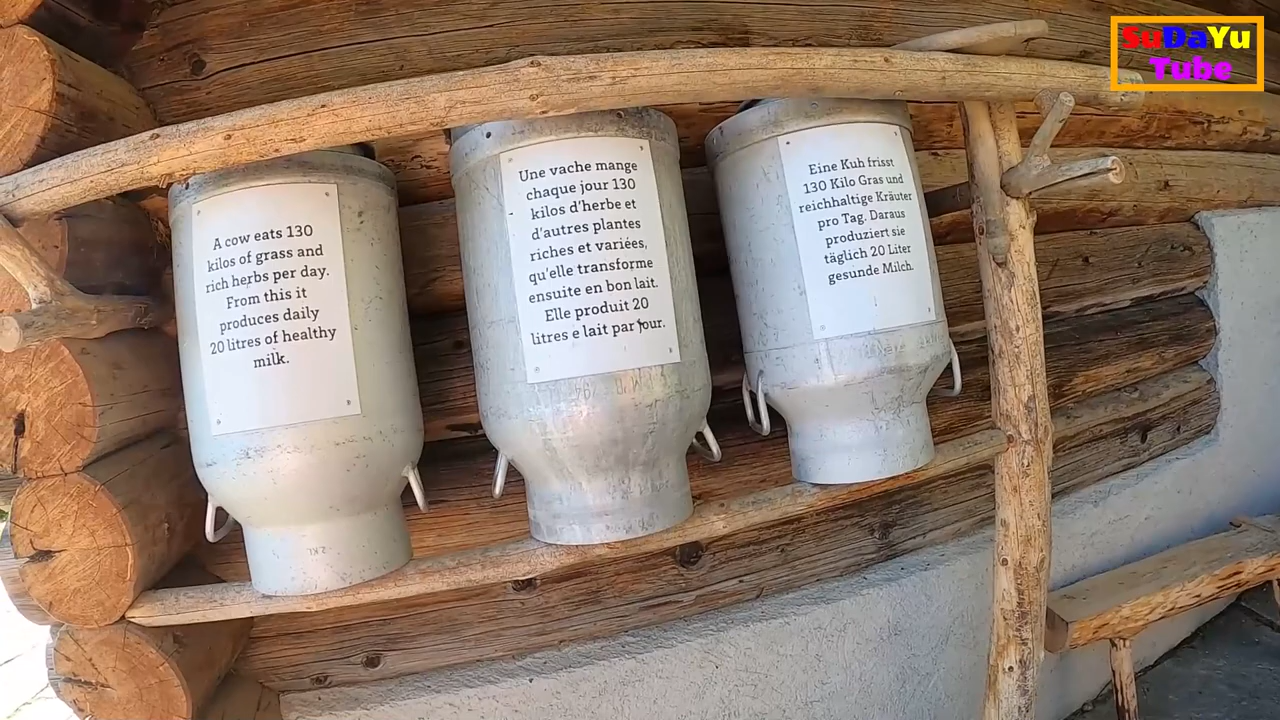 A cow eats 130
kilos of grass and
rich herbs per day.
From this it
produces daily
20 litres of healthy
milk.
Une vache mange
chaque jour 130
kilos d'herbe et
d'autres plantes
riches et variées,
qu'elle transforme
ensuite en bon lait.
Elle produit 20
litres e lait par jour.
Eine Kuh frisst
130 Kilo Gras und
reichhaltige Kräuter
pro Tag. Daraus
produziert sie
täglich 20 Liter
gesunde Milch.
SuDaYu
Tube